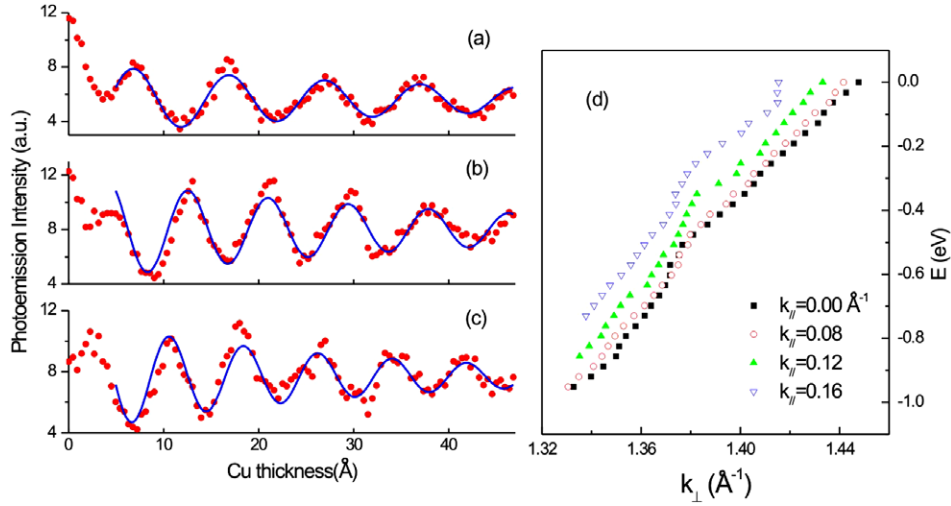 12
8
4
(a)
12
8
4
(b)
12
8
4
(c)
0 10 20 30 40
Cu thickness(Å)
Photoemission Intensity (a.u.)
(d)
0.0
-0.2
-0.4
-0.6
-0.8
-1.0
E (eV)
k//=0.00 Å-1
k//=0.08
k//=0.12
k//=0.16
1.32 1.36 1.40 1.44
k⊥ (Å-1)